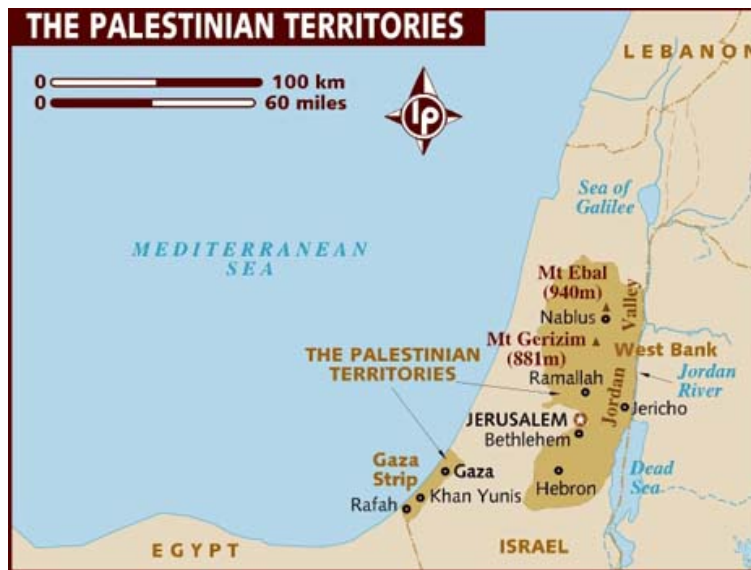 THE PALESTINIAN TERRITORIES
0 100 km
0 60 miles
lp
LEBANON
Sea of
Galilee
MEDITERRANEAN
SEA
Mt Ebal
(940m)
Nablus
Valley
Mt Gerizim
(881m)
West Bank
THE PALESTINIAN
TERRITORIES
Ramallah
Jordan
River
Jordan
Jericho
JERUSALEM
Bethlehem
Gaza
Strip
Gaza
Khan Yunis
Rafah
Hebron
Dead
Sea
EGYPT
ISRAEL